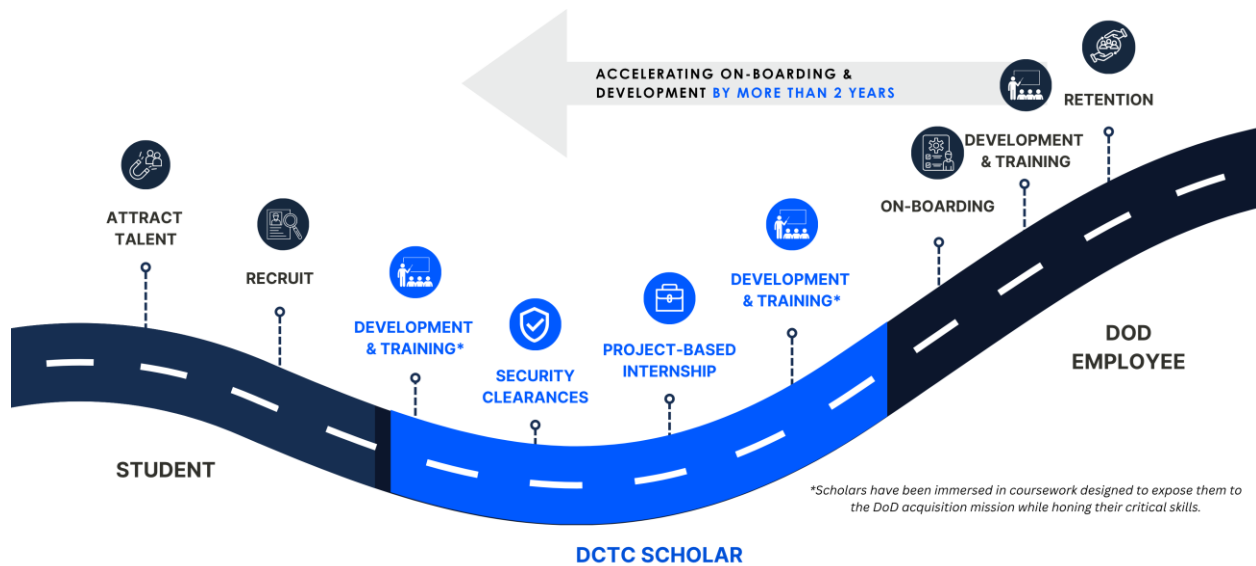 ACCELERATING ON-BOARDING &
DEVELOPMENT BY MORE THAN 2 YEARS
RETENTION
DEVELOPMENT
& TRAINING
ON-BOARDING
ATTRACT
TALENT
RECRUIT
DEVELOPMENT
& TRAINING*
SECURITY
CLEARANCES
PROJECT-BASED
INTERNSHIP
DEVELOPMENT
& TRAINING*
DOD
EMPLOYEE
STUDENT
*Scholars have been immersed in coursework designed to expose them to
the DoD acquisition mission while honing their critical skills.
DCTC SCHOLAR